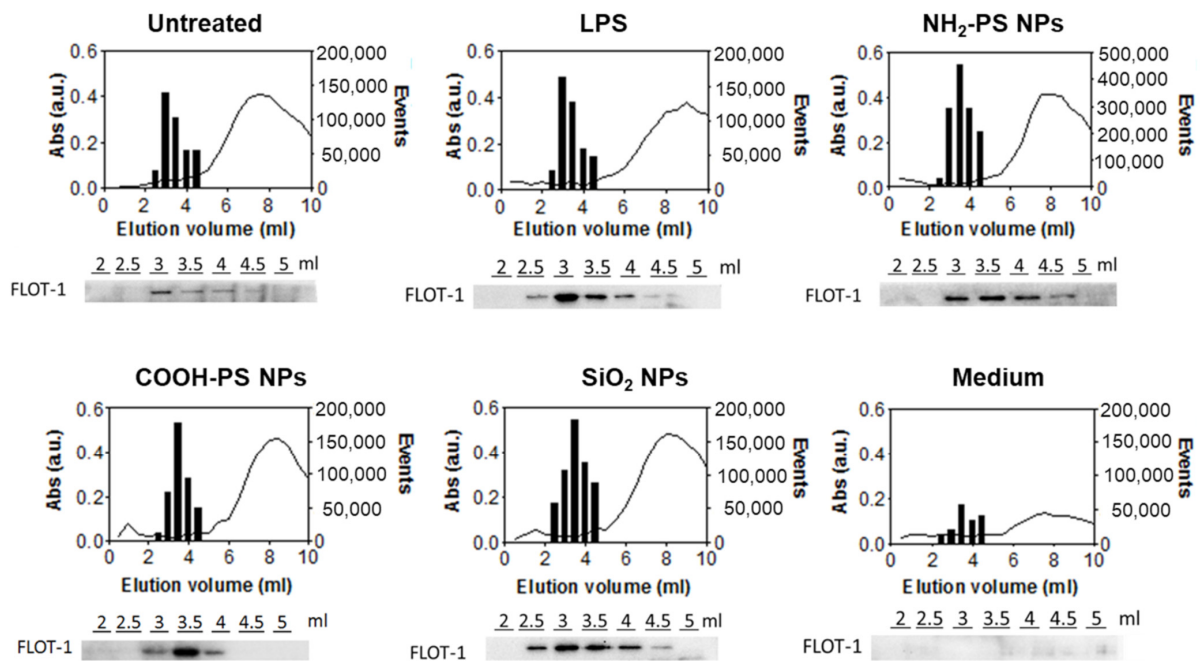 Untreated
0.6
0.4
0.2
0.0
Abs (a.u.)
200,000
150,000
100,000
50,000
0
Events
0 2 4 6 8 10
Elution volume (ml)
2 2.5 3 3.5 4 4.5 5 ml
FLOT-1
LPS
0.6
0.4
0.2
0.0
Abs (a.u.)
200,000
150,000
100,000
50,000
0
Events
0 2 4 6 8 10
Elution volume (ml)
2 2.5 3 3.5 4 4.5 5 ml
FLOT-1
NH₂-PS NPs
0.6
0.4
0.2
0.0
Abs (a.u.)
500,000
400,000
300,000
200,000
100,000
0
Events
0 2 4 6 8 10
Elution volume (ml)
2 2.5 3 3.5 4 4.5 5 ml
FLOT-1
COOH-PS NPs
0.6
0.4
0.2
0.0
Abs (a.u.)
200,000
150,000
100,000
50,000
0
Events
0 2 4 6 8 10
Elution volume (ml)
2 2.5 3 3.5 4 4.5 5 ml
FLOT-1
SiO₂ NPs
0.6
0.4
0.2
0.0
Abs (a.u.)
200,000
150,000
100,000
50,000
0
Events
0 2 4 6 8 10
Elution volume (ml)
2 2.5 3 3.5 4 4.5 5 ml
FLOT-1
Medium
0.6
0.4
0.2
0.0
Abs (a.u.)
200,000
150,000
100,000
50,000
0
Events
0 2 4 6 8 10
Elution volume (ml)
2 2.5 3 3.5 4 4.5 5 ml
FLOT-1